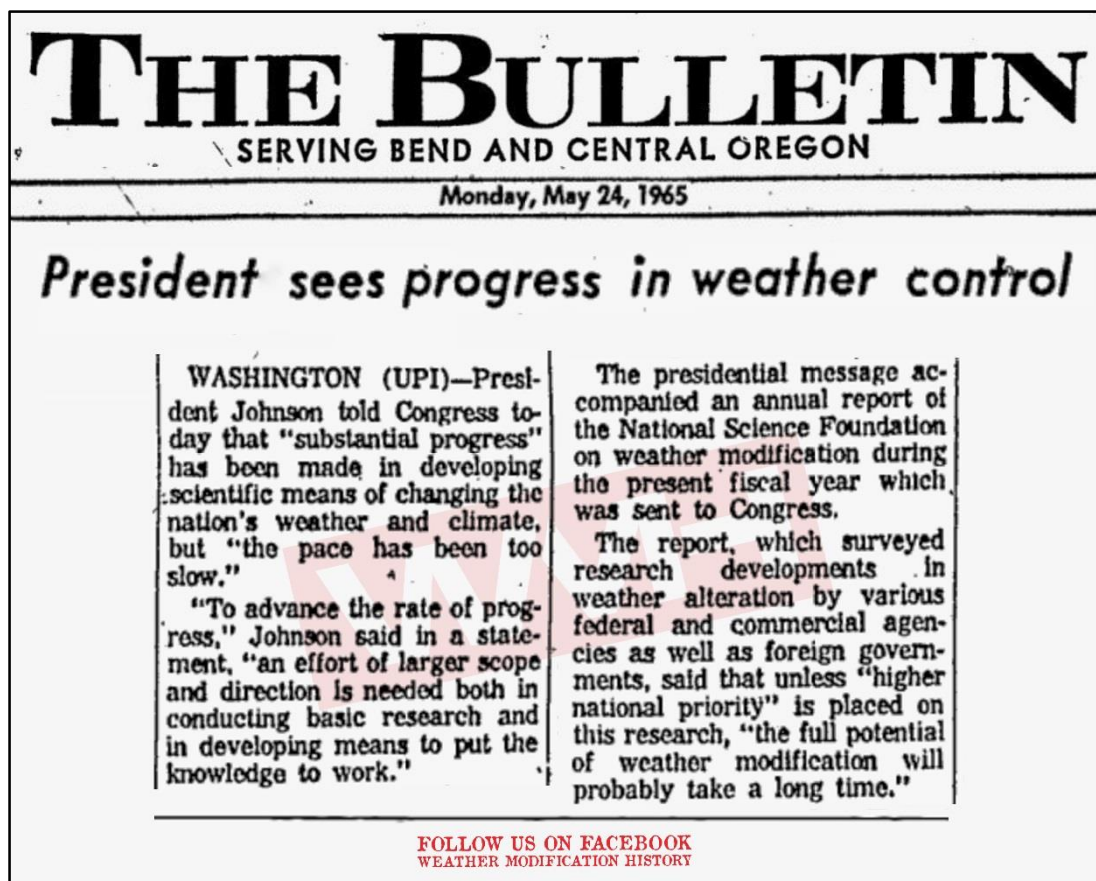 THE BULLETIN
SERVING BEND AND CENTRAL OREGON
Monday, May 24, 1965
President sees progress in weather control
WASHINGTON (UPI)—Presi-
dent Johnson told Congress to-
day that "substantial progress"
has been made in developing
scientific means of changing the
nation's weather and climate,
but "the pace has been too
slow."
"To advance the rate of prog-
ress," Johnson said in a state-
ment, "an effort of larger scope
and direction is needed both in
conducting basic research and
in developing means to put the
knowledge to work."
The presidential message ac-
companied an annual report of
the National Science Foundation
on weather modification during
the present fiscal year which
was sent to Congress.
The report, which surveyed
research developments in
weather alteration by various
federal and commercial agen-
cies as well as foreign govern-
ments, said that unless "higher
national priority" is placed on
this research, "the full potential
of weather modification will
probably take a long time."
WMH
FOLLOW US ON FACEBOOK
WEATHER MODIFICATION HISTORY